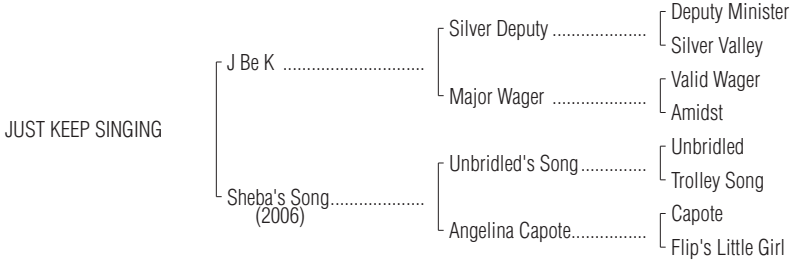 Deputy Minister
Silver Deputy ....................
Silver Valley
J Be K ..............................
Valid Wager
Major Wager ....................
Amidst
JUST KEEP SINGING
Unbridled
Unbridled's Song..............
Trolley Song
Sheba's Song....................
(2006)
Capote
Angelina Capote................
Flip's Little Girl